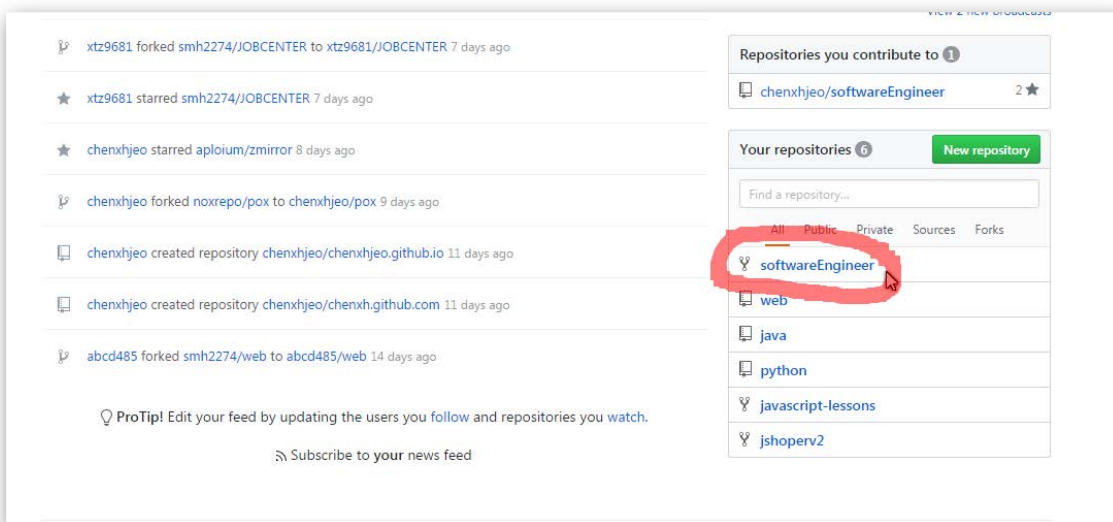 View 2 new broadcasts
xtz9681 forked smh2274/JOBCENTER to xtz9681/JOBCENTER 7 days ago
xtz9681 starred smh2274/JOBCENTER 7 days ago
chenxhjeo starred aploium/zmirror 8 days ago
chenxhjeo forked noxrepo/pox to chenxhjeo/pox 9 days ago
chenxhjeo created repository chenxhjeo/chenxhjeo.github.io 11 days ago
chenxhjeo created repository chenxhjeo/chenxh.github.com 11 days ago
abcd485 forked smh2274/web to abcd485/web 14 days ago
ProTip! Edit your feed by updating the users you follow and repositories you watch.
Subscribe to your news feed
Repositories you contribute to 1
chenxhjeo/softwareEngineer 2
Your repositories 6 New repository
Find a repository...
All Public Private Sources Forks
softwareEngineer
web
java
python
javascript-lessons
jshoperv2